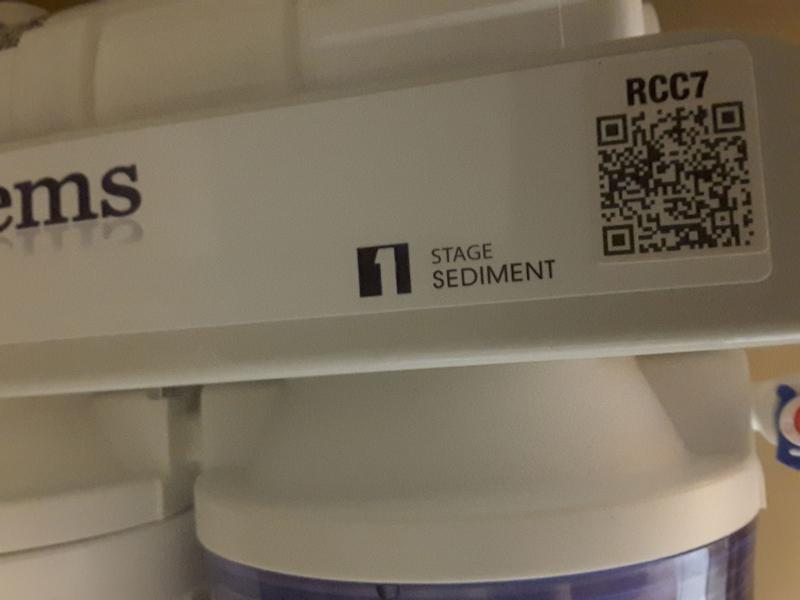 RCC7
ems
1 STAGE
SEDIMENT